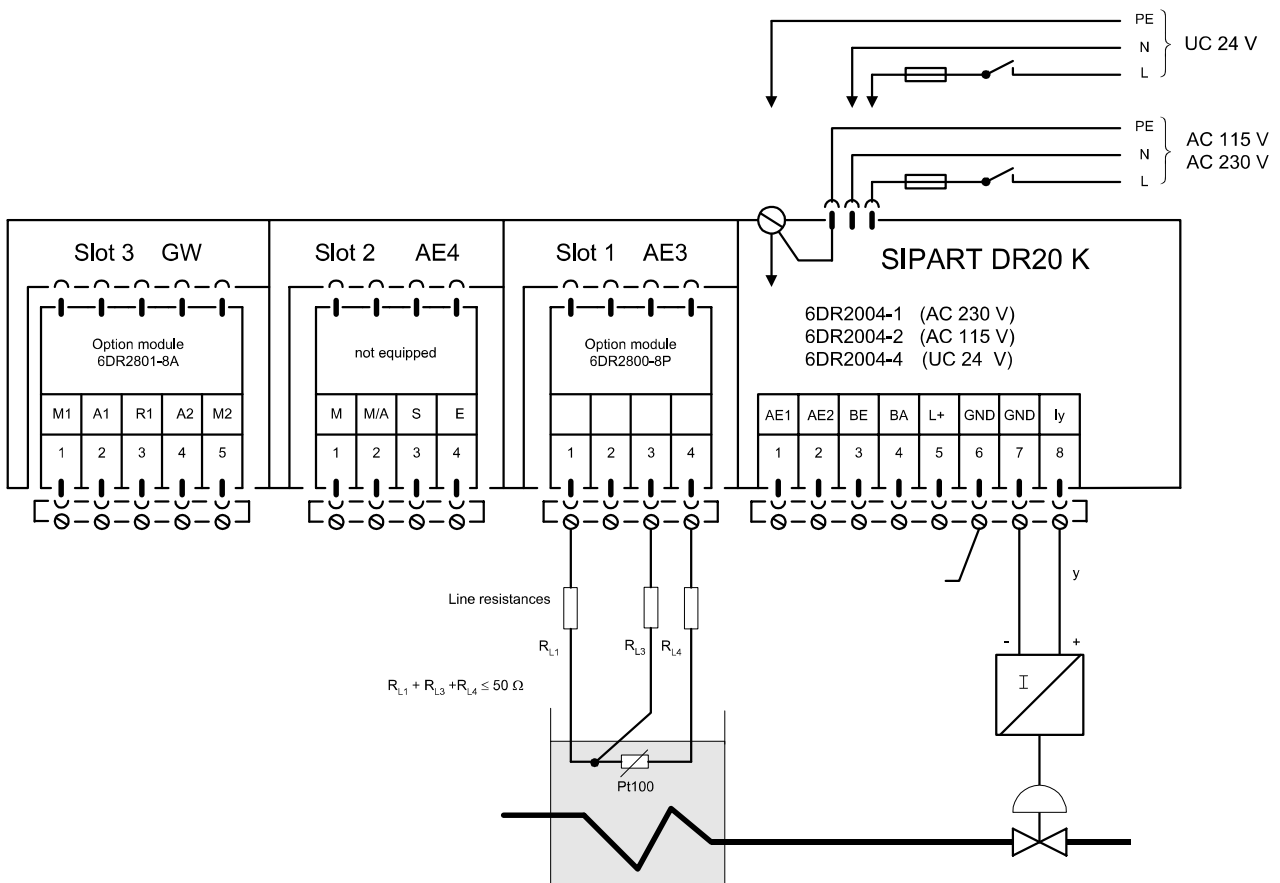 PE
N
L
UC 24 V
PE
N
L
AC 115 V
AC 230 V
Slot 3 GW
Slot 2 AE4
Slot 1 AE3
SIPART DR20 K
6DR2004-1 (AC 230 V)
6DR2004-2 (AC 115 V)
6DR2004-4 (UC 24 V)
Option module
6DR2801-8A
not equipped
Option module
6DR2800-8P
M1 A1 R1 A2 M2
1 2 3 4 5
M M/A S E
1 2 3 4
1 2 3 4
AE1 AE2 BE BA L+ GND GND Iy
1 2 3 4 5 6 7 8
Line resistances
y
RL1 RL3 RL4
- +
I
RL1 + RL3 +RL4 ≤ 50 Ω
Pt100